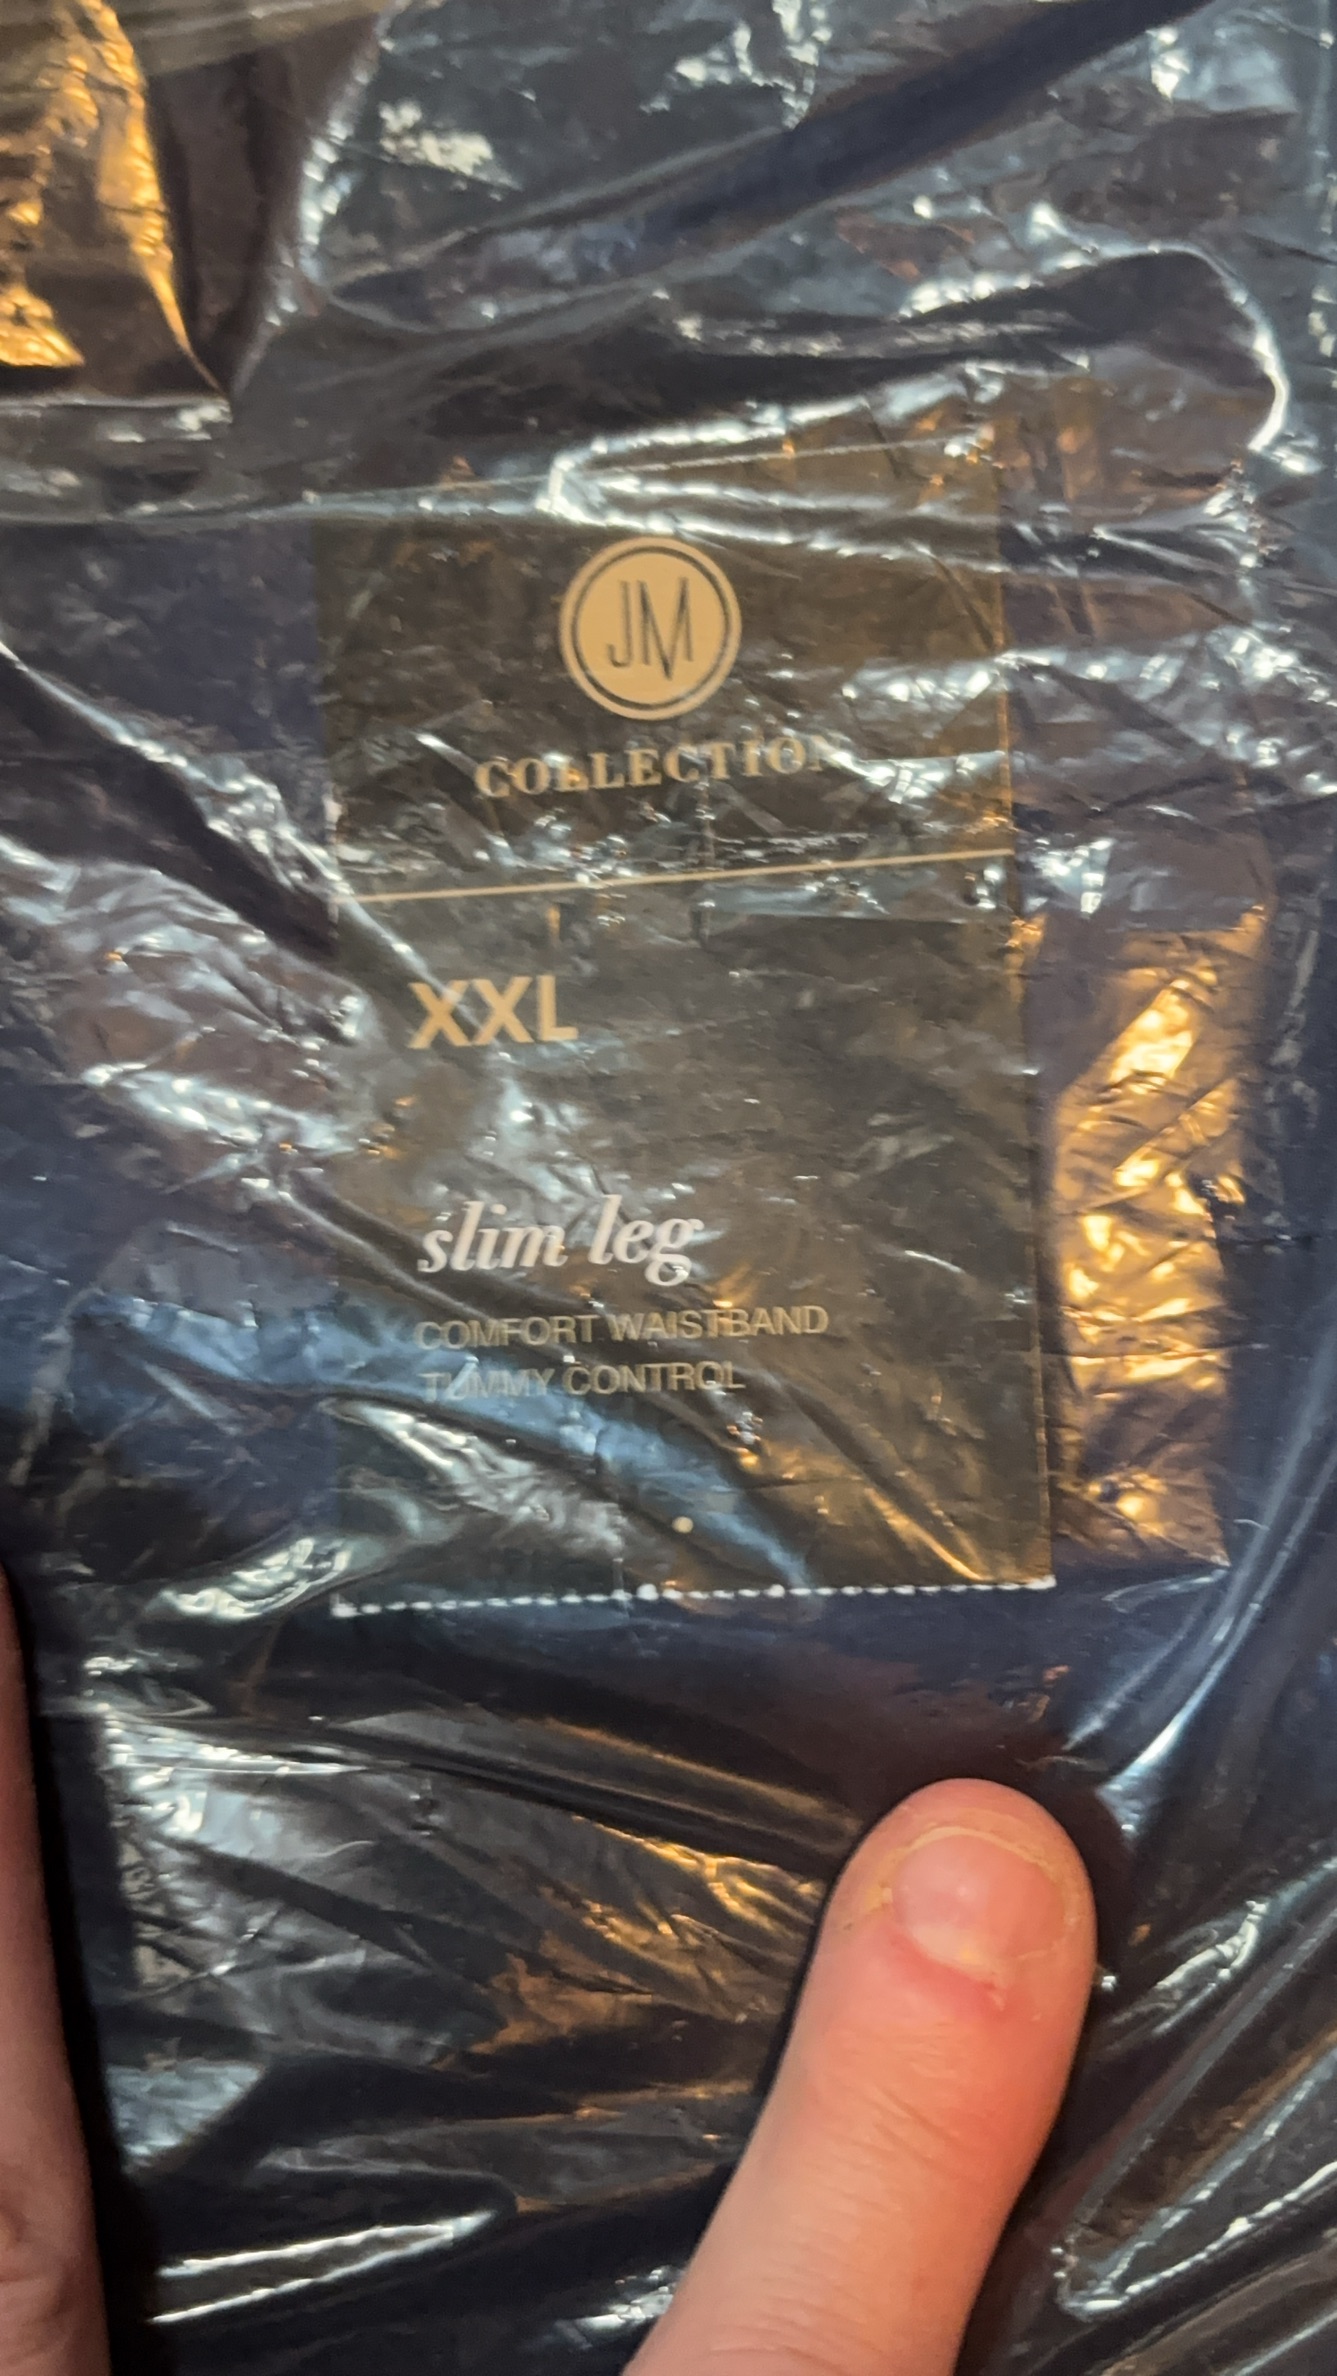 JM
COLLECTION
XXL
slim leg
COMFORT WAISTBAND
TUMMY CONTROL